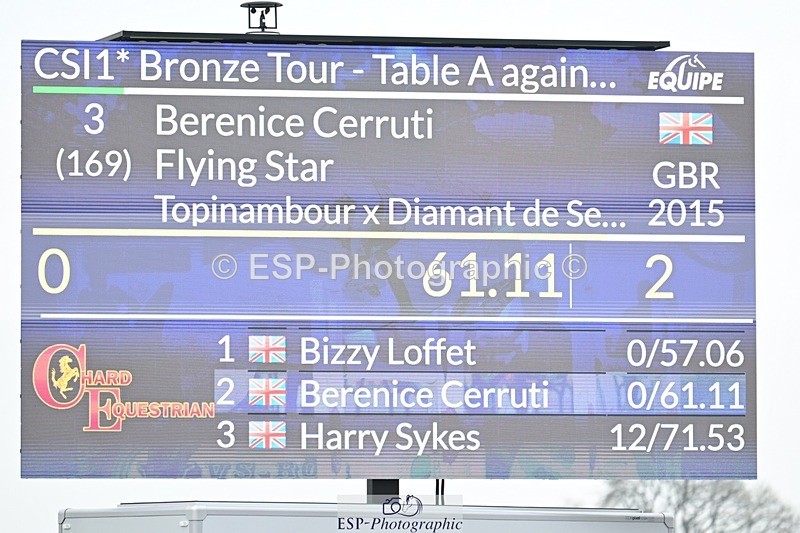 CSI1* Bronze Tour - Table A again...
EQUIPE
3 Berenice Cerruti
(169) Flying Star GBR
Topinambour x Diamant de Se... 2015
0 61.11 2
© ESP-Photographic ©
1 Bizzy Loffet 0/57.06
2 Berenice Cerruti 0/61.11
3 Harry Sykes 12/71.53
CHARD
EQUESTRIAN
ESP-Photographic